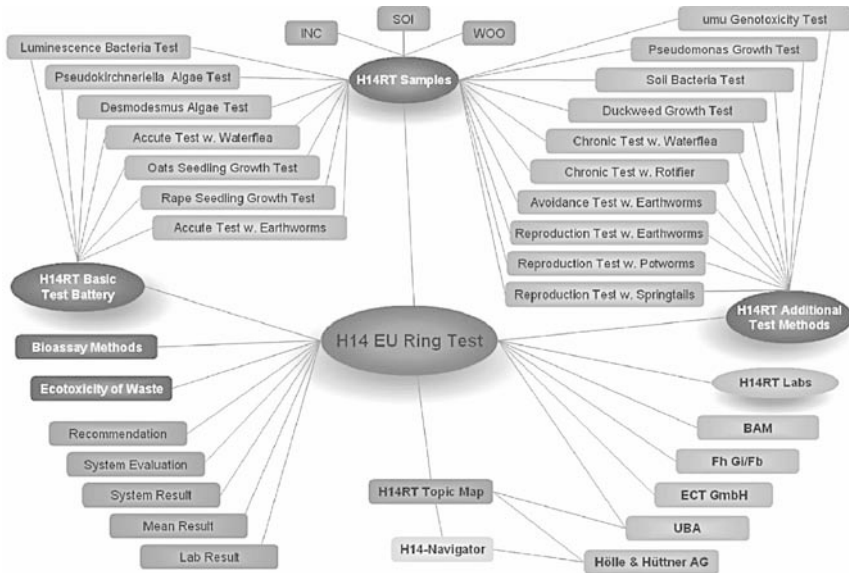 SOI
INC
WOO
H14RT Samples
Luminescence Bacteria Test
Pseudokirchneriella Algae Test
Desmodesmus Algae Test
Accute Test w. Waterflea
Oats Seedling Growth Test
Rape Seedling Growth Test
Accute Test w. Earthworms
H14RT Basic
Test Battery
umu Genotoxicity Test
Pseudomonas Growth Test
Soil Bacteria Test
Duckweed Growth Test
Chronic Test w. Waterflea
Chronic Test w. Rotifier
Avoidance Test w. Earthworms
Reproduction Test w. Earthworms
Reproduction Test w. Potworms
Reproduction Test w. Springtails
H14RT Additional
Test Methods
H14 EU Ring Test
Bioassay Methods
Ecotoxicity of Waste
Recommendation
System Evaluation
System Result
Mean Result
Lab Result
H14RT Topic Map
H14-Navigator
H14RT Labs
BAM
Fh Gi/Fb
ECT GmbH
UBA
Hölle & Hüttner AG